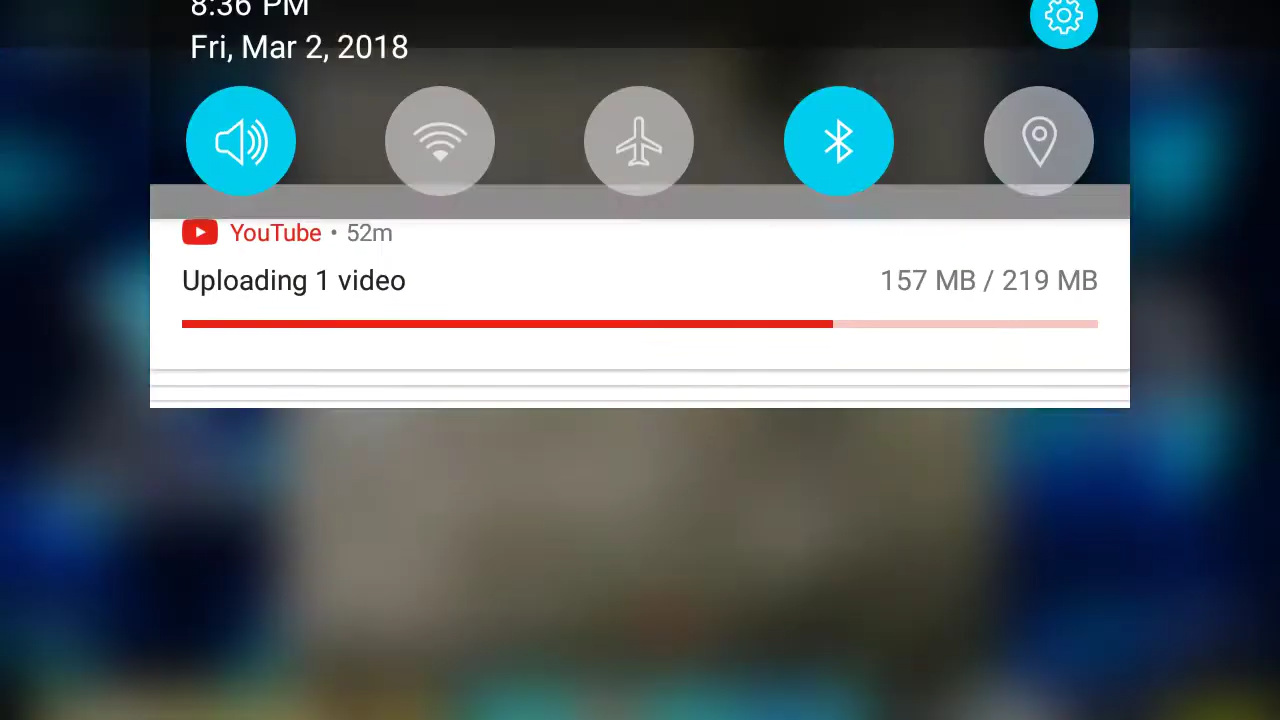 8:36 PM
Fri, Mar 2, 2018
YouTube • 52m
Uploading 1 video 157 MB / 219 MB